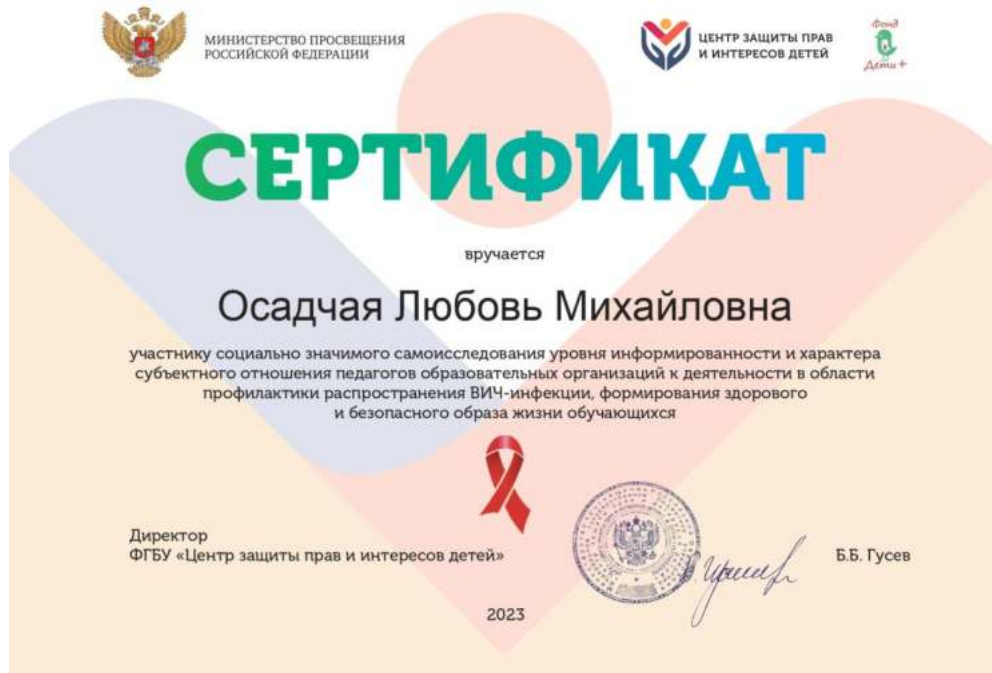 МИНИСТЕРСТВО ПРОСВЕЩЕНИЯ
РОССИЙСКОЙ ФЕДЕРАЦИИ
ЦЕНТР ЗАЩИТЫ ПРАВ
И ИНТЕРЕСОВ ДЕТЕЙ
Фонд
Дети +
СЕРТИФИКАТ
вручается
Осадчая Любовь Михайловна
участнику социально значимого самоисследования уровня информированности и характера
субъектного отношения педагогов образовательных организаций к деятельности в области
профилактики распространения ВИЧ-инфекции, формирования здорового
и безопасного образа жизни обучающихся
Директор
ФГБУ «Центр защиты прав и интересов детей»
Б.Б. Гусев
2023